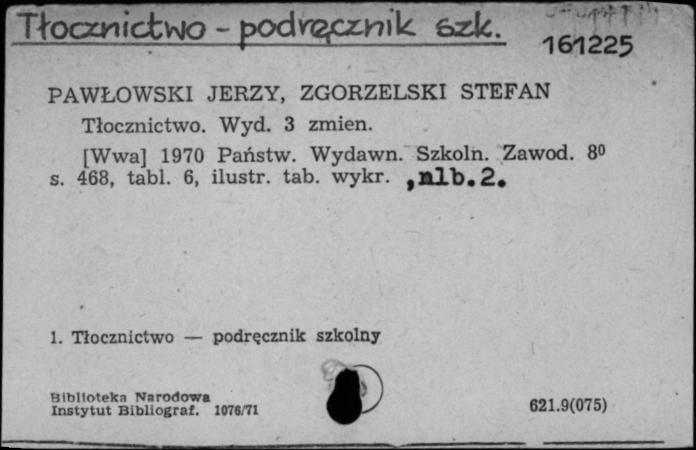 Tłocznictwo - podręcznik szk.
161225
PAWŁOWSKI JERZY, ZGORZELSKI STEFAN
Tłocznictwo. Wyd. 3 zmien.
[Wwa] 1970 Państw. Wydawn. Szkoln. Zawod. 8⁰
s. 468, tabl. 6, ilustr. tab. wykr. ,nlb.2.
1. Tłocznictwo — podręcznik szkolny
Biblioteka Narodowa
Instytut Bibliograf. 1076/71
621.9(075)